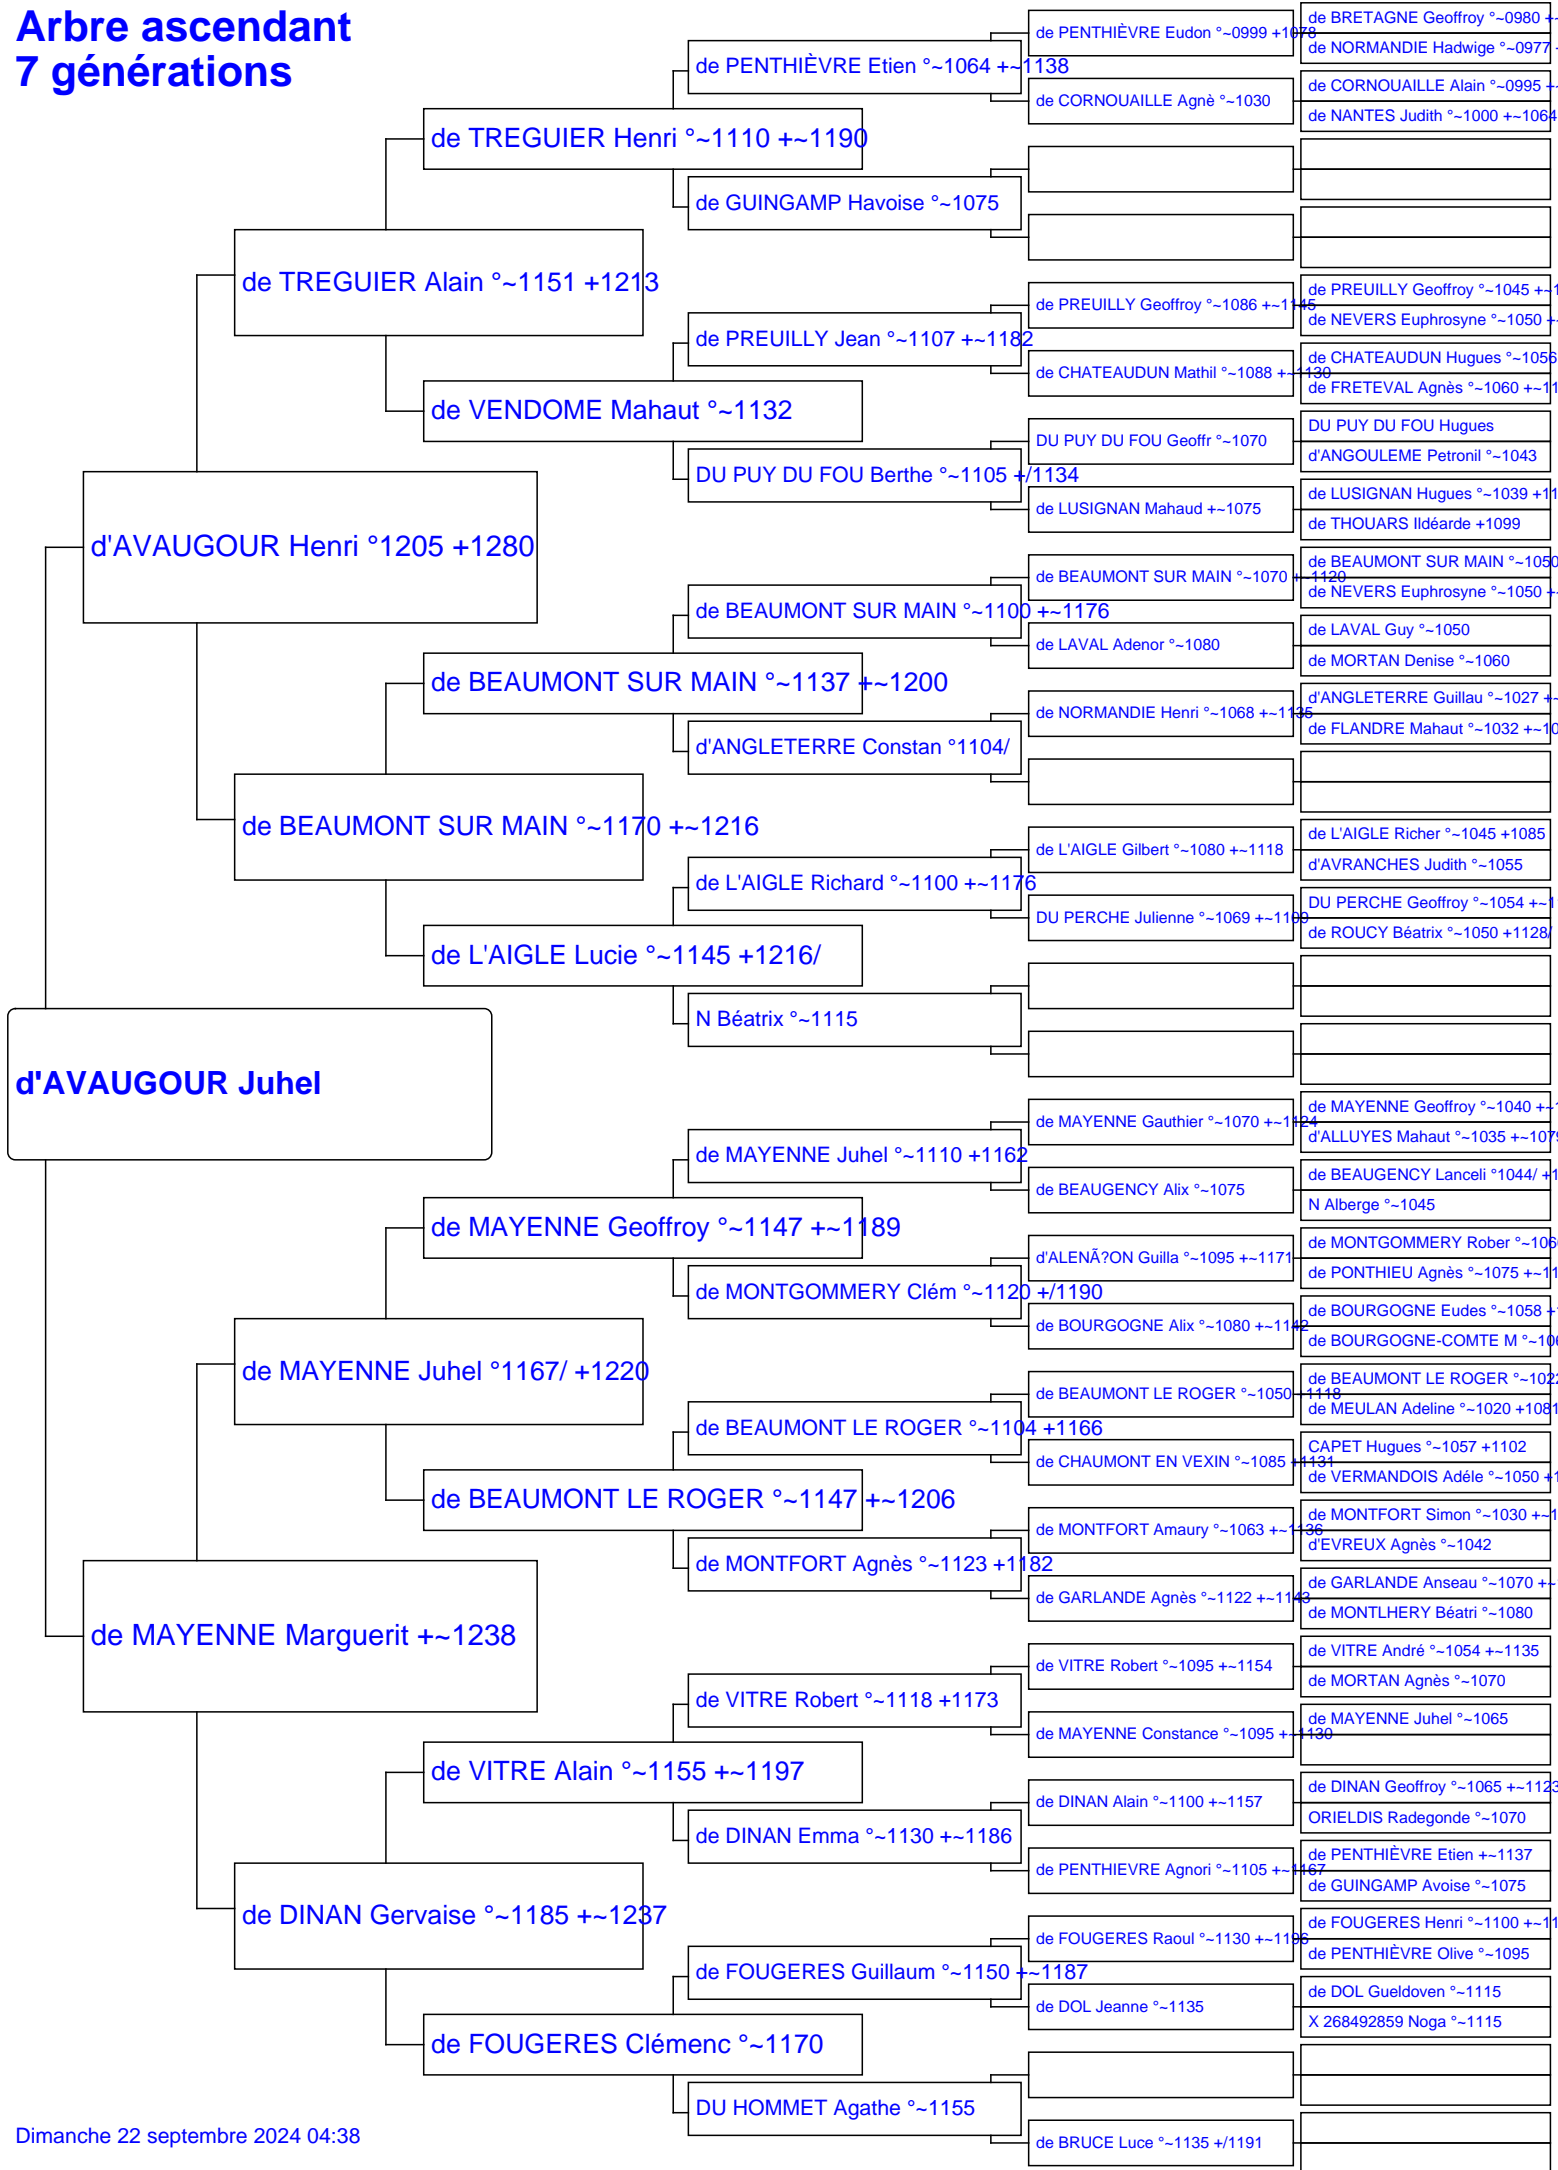 Arbre ascendant
7 générations
de BRETAGNE Geoffroy °~0980 +~
de PENTHIÈVRE Eudon °~0999 +1078
de NORMANDIE Hadwige °~0977 +
de PENTHIÈVRE Etien °~1064 +~1138
de CORNOUAILLE Alain °~0995 +~
de CORNOUAILLE Agnè °~1030
de NANTES Judith °~1000 +~1064
de TREGUIER Henri °~1110 +~1190
de GUINGAMP Havoise °~1075
de TREGUIER Alain °~1151 +1213
de PREUILLY Geoffroy °~1045 +~1
de PREUILLY Geoffroy °~1086 +~1145
de NEVERS Euphrosyne °~1050 +~
de PREUILLY Jean °~1107 +~1182
de CHATEAUDUN Hugues °~1056
de CHATEAUDUN Mathil °~1088 +~1130
de FRETEVAL Agnès °~1060 +~11
de VENDOME Mahaut °~1132
DU PUY DU FOU Hugues
DU PUY DU FOU Geoffr °~1070
d'ANGOULEME Petronil °~1043
DU PUY DU FOU Berthe °~1105 +/1134
de LUSIGNAN Hugues °~1039 +11
de LUSIGNAN Mahaud +~1075
de THOUARS Ildéarde +1099
d'AVAUGOUR Henri °1205 +1280
de BEAUMONT SUR MAIN °~1050
de BEAUMONT SUR MAIN °~1070 +~1120
de NEVERS Euphrosyne °~1050 +~
de BEAUMONT SUR MAIN °~1100 +~1176
de LAVAL Guy °~1050
de LAVAL Adenor °~1080
de MORTAN Denise °~1060
de BEAUMONT SUR MAIN °~1137 +~1200
d'ANGLETERRE Guillau °~1027 +~
de NORMANDIE Henri °~1068 +~1135
de FLANDRE Mahaut °~1032 +~10
d'ANGLETERRE Constan °1104/
de BEAUMONT SUR MAIN °~1170 +~1216
de L'AIGLE Richer °~1045 +1085
de L'AIGLE Gilbert °~1080 +~1118
d'AVRANCHES Judith °~1055
de L'AIGLE Richard °~1100 +~1176
DU PERCHE Geoffroy °~1054 +~1
DU PERCHE Julienne °~1069 +~1109
de ROUCY Béatrix °~1050 +1128/
de L'AIGLE Lucie °~1145 +1216/
N Béatrix °~1115
d'AVAUGOUR Juhel
de MAYENNE Geoffroy °~1040 +~1
de MAYENNE Gauthier °~1070 +~1124
d'ALLUYES Mahaut °~1035 +~1079
de MAYENNE Juhel °~1110 +1162
de BEAUGENCY Lanceli °1044/ +1
de BEAUGENCY Alix °~1075
N Alberge °~1045
de MAYENNE Geoffroy °~1147 +~1189
de MONTGOMMERY Rober °~106
d'ALENÃ?ON Guilla °~1095 +~1171
de PONTHIEU Agnès °~1075 +~11
de MONTGOMMERY Clém °~1120 +/1190
de BOURGOGNE Eudes °~1058 +
de BOURGOGNE Alix °~1080 +~1142
de BOURGOGNE-COMTE M °~106
de MAYENNE Juhel °1167/ +1220
de BEAUMONT LE ROGER °~1022
de BEAUMONT LE ROGER °~1050 +1118
de MEULAN Adeline °~1020 +1081
de BEAUMONT LE ROGER °~1104 +1166
CAPET Hugues °~1057 +1102
de CHAUMONT EN VEXIN °~1085 +1131
de VERMANDOIS Adéle °~1050 +1
de BEAUMONT LE ROGER °~1147 +~1206
de MONTFORT Simon °~1030 +~1
de MONTFORT Amaury °~1063 +~1136
d'EVREUX Agnès °~1042
de MONTFORT Agnès °~1123 +1182
de GARLANDE Anseau °~1070 +~
de GARLANDE Agnès °~1122 +~1143
de MONTLHERY Béatri °~1080
de MAYENNE Marguerit +~1238
de VITRE André °~1054 +~1135
de VITRE Robert °~1095 +~1154
de MORTAN Agnès °~1070
de VITRE Robert °~1118 +1173
de MAYENNE Juhel °~1065
de MAYENNE Constance °~1095 +~1130
de VITRE Alain °~1155 +~1197
de DINAN Geoffroy °~1065 +~1123
de DINAN Alain °~1100 +~1157
ORIELDIS Radegonde °~1070
de DINAN Emma °~1130 +~1186
de PENTHIÈVRE Etien +~1137
de PENTHIEVRE Agnori °~1105 +~1167
de GUINGAMP Avoise °~1075
de DINAN Gervaise °~1185 +~1237
de FOUGERES Henri °~1100 +~11
de FOUGERES Raoul °~1130 +~1196
de PENTHIÈVRE Olive °~1095
de FOUGERES Guillaum °~1150 +~1187
de DOL Gueldoven °~1115
de DOL Jeanne °~1135
X 268492859 Noga °~1115
de FOUGERES Clémenc °~1170
DU HOMMET Agathe °~1155
de BRUCE Luce °~1135 +/1191
Dimanche 22 septembre 2024 04:38